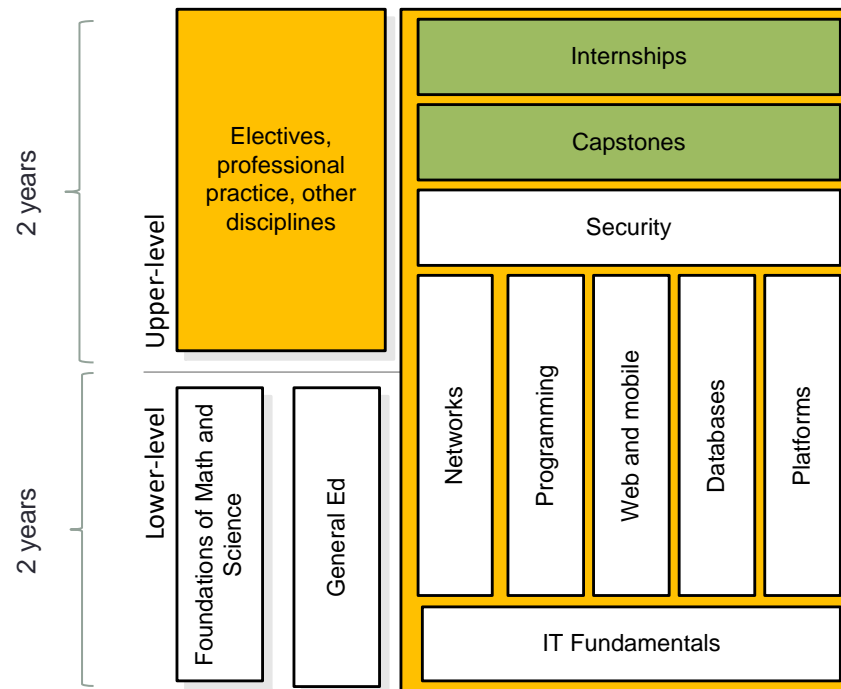 2 years
Upper-level
Electives,
professional
practice, other
disciplines
Internships
Capstones
Security
Networks
Programming
Web and mobile
Databases
Platforms
2 years
Lower-level
Foundations of Math and
Science
General Ed
IT Fundamentals